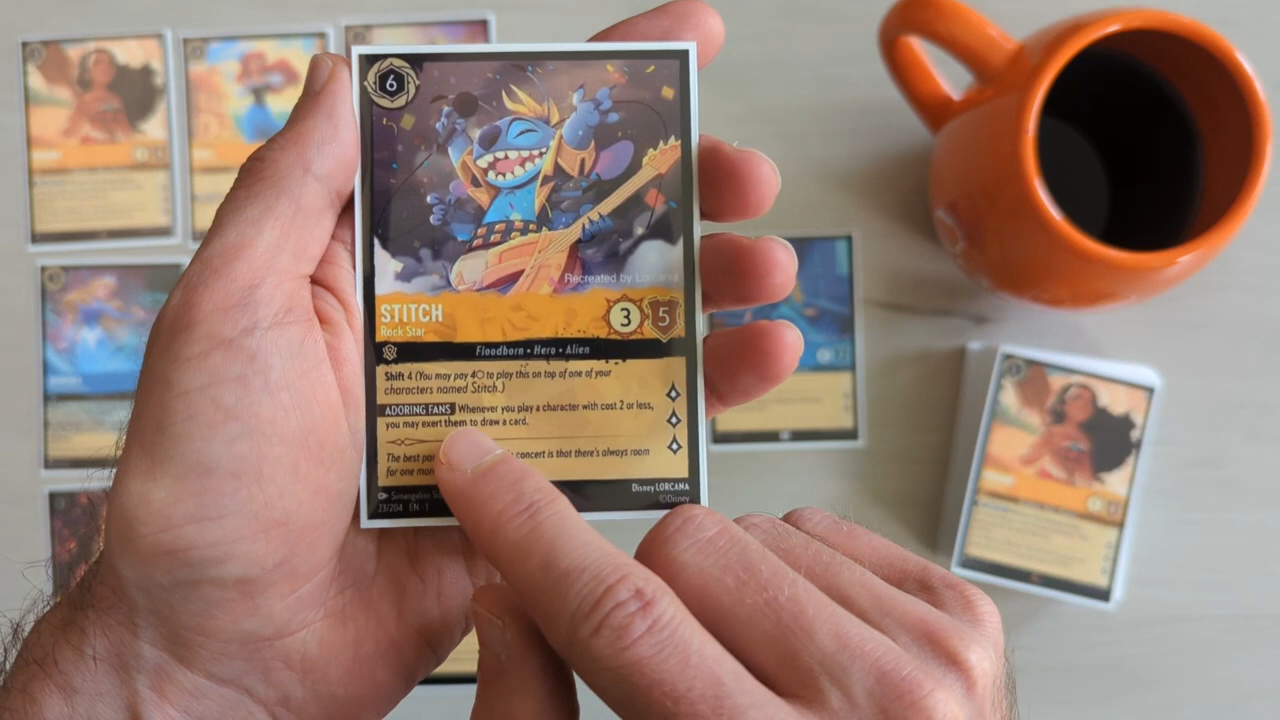 6
Recreated by Lorcania
STITCH
Rock Star
3 5
Floodborn • Hero • Alien
Shift 4 (You may pay 4⬡ to play this on top of one of your
characters named Stitch.)
ADORING FANS Whenever you play a character with cost 2 or less,
you may exert them to draw a card.
The best concert is that there's always room
for one
Disney LORCANA
©Disney
23/204 EN · 1